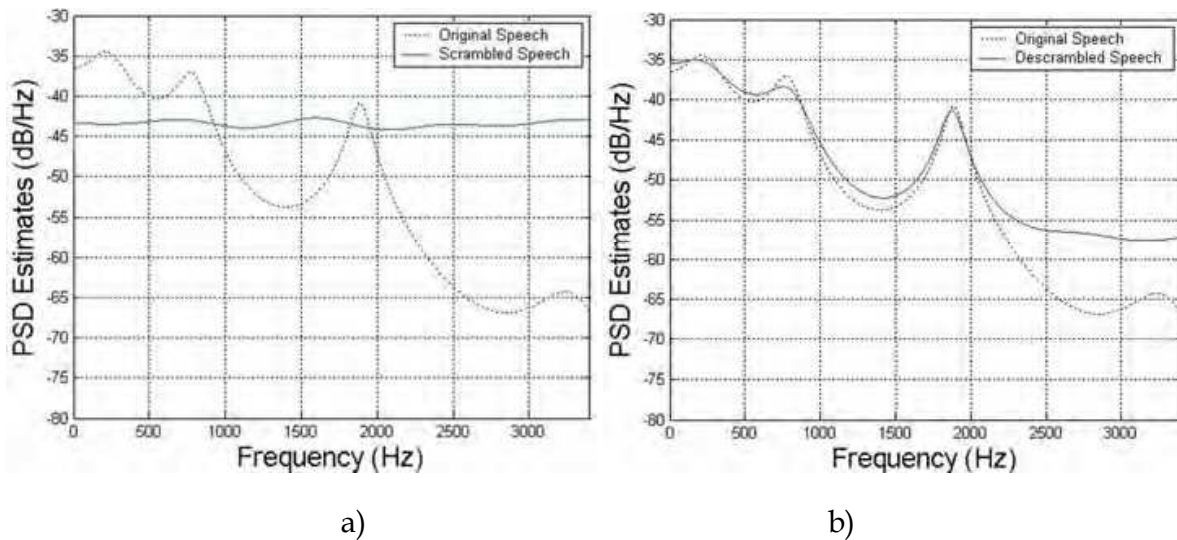 -30
-35
-40
-45
-50
-55
-60
-65
-70
-75
-80
PSD Estimates (dB/Hz)
Original Speech
Scrambled Speech
0 500 1000 1500 2000 2500 3000
Frequency (Hz)
a)
-30
-35
-40
-45
-50
-55
-60
-65
-70
-75
-80
PSD Estimates (dB/Hz)
Original Speech
Descrambled Speech
0 500 1000 1500 2000 2500 3000
Frequency (Hz)
b)